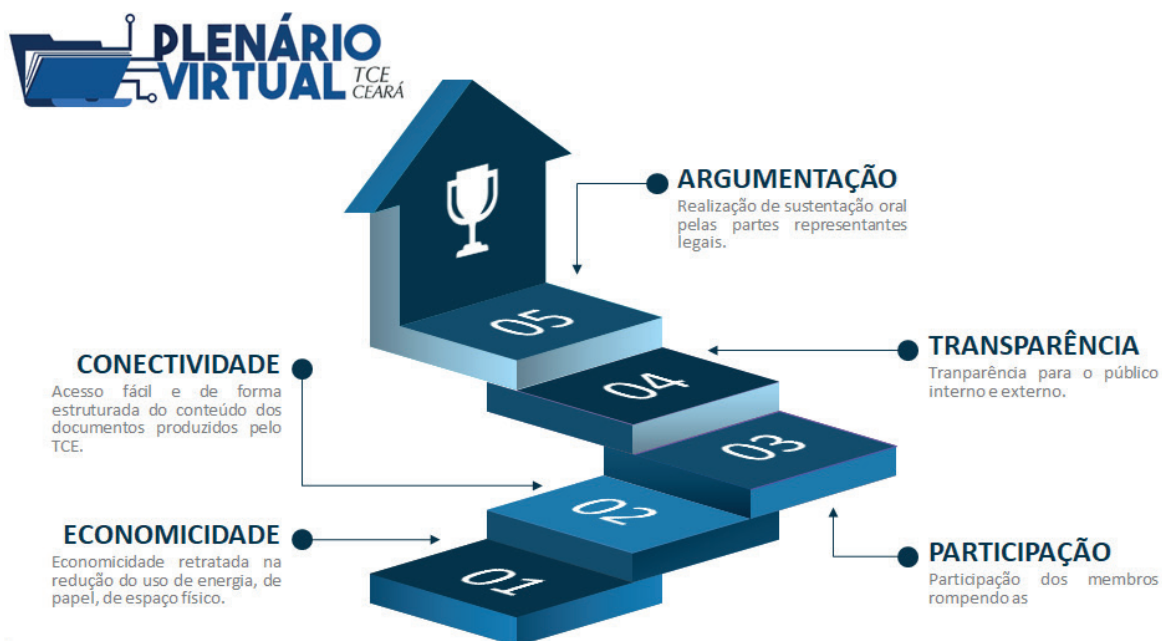 PLENÁRIO
VIRTUAL TCE
CEARÁ
ARGUMENTAÇÃO
Realização de sustentação oral
pelas partes representantes
legais.
05
CONECTIVIDADE
Acesso fácil e de forma
estruturada do conteúdo dos
documentos produzidos pelo
TCE.
04
TRANSPARÊNCIA
Tranparência para o público
interno e externo.
03
02
ECONOMICIDADE
Economicidade retratada na
redução do uso de energia, de
papel, de espaço físico.
01
PARTICIPAÇÃO
Participação dos membros
rompendo as